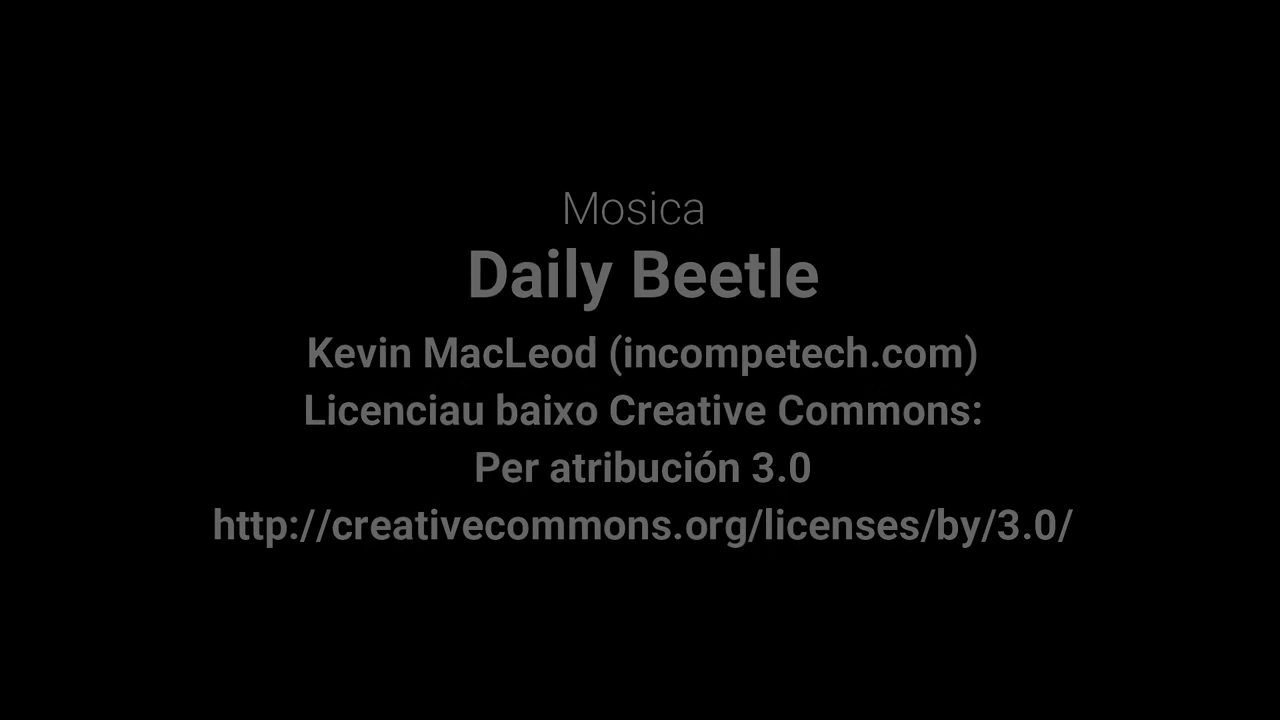 Mosica
Daily Beetle
Kevin MacLeod (incompetech.com)
Licenciau baixo Creative Commons:
Per atribución 3.0
http://creativecommons.org/licenses/by/3.0/